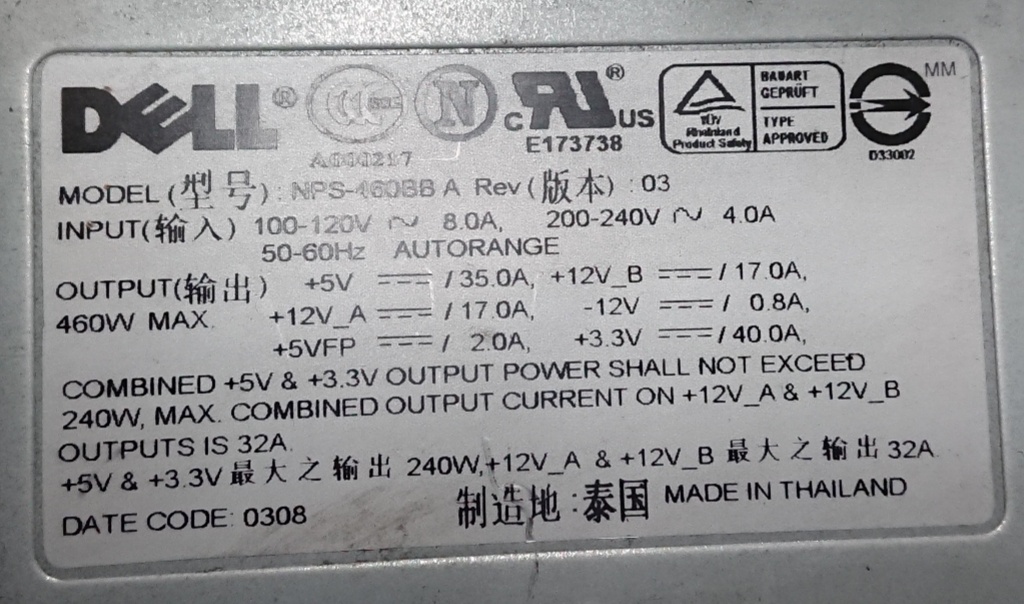 DELL® CCC S&E N c RU® US MM
E173738
TÜV
Rheinland
Product Safety
BAUART
GEPRÜFT
TYPE
APPROVED
D33002
A000217
MODEL (型号) : NPS-460BB A Rev (版本) : 03
INPUT(输入) 100-120V ~ 8.0A, 200-240V ~ 4.0A
50-60Hz AUTORANGE
OUTPUT(输出) +5V ⎓ / 35.0A, +12V_B ⎓ / 17.0A,
460W MAX. +12V_A ⎓ / 17.0A, -12V ⎓ / 0.8A,
+5VFP ⎓ / 2.0A, +3.3V ⎓ / 40.0A,
COMBINED +5V & +3.3V OUTPUT POWER SHALL NOT EXCEED
240W, MAX. COMBINED OUTPUT CURRENT ON +12V_A & +12V_B
OUTPUTS IS 32A.
+5V & +3.3V 最大之输出 240W,+12V_A & +12V_B 最大之输出 32A
DATE CODE: 0308 制造地:泰国 MADE IN THAILAND